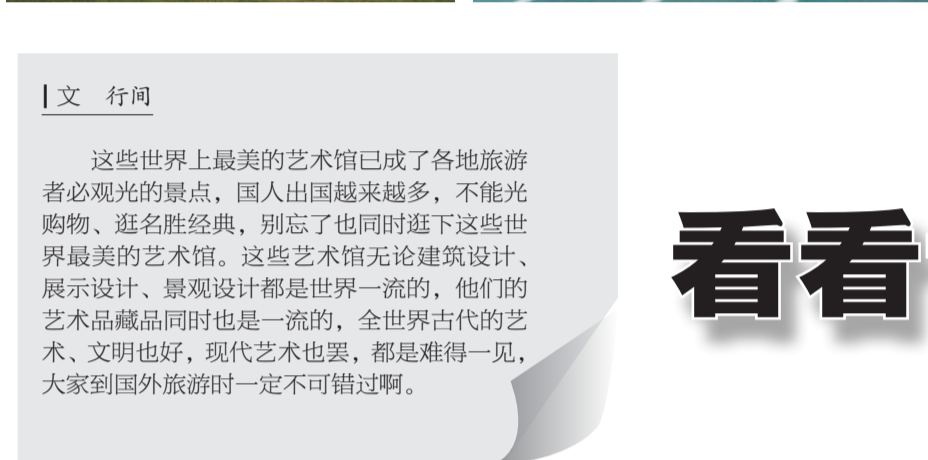 文 行间
这些世界上最美的艺术馆已成了各地旅游
者必观光的景点，国人出国越来越多，不能光
购物、逛名胜经典，别忘了也同时逛下这些世
界最美的艺术馆。这些艺术馆无论建筑设计、
展示设计、景观设计都是世界一流的，他们的
艺术品藏品同时也是一流的，全世界古代的艺
术、文明也好，现代艺术也罢，都是难得一见，
大家到国外旅游时一定不可错过啊。
看看